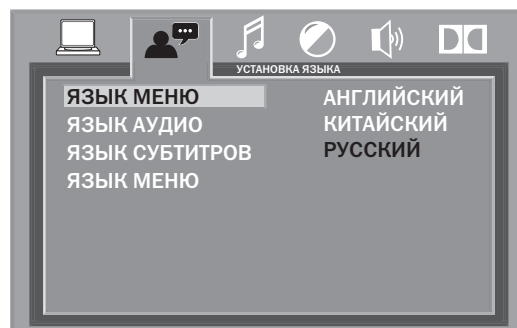 УСТАНОВКА ЯЗЫКА
ЯЗЫК МЕНЮ АНГЛИЙСКИЙ
ЯЗЫК АУДИО КИТАЙСКИЙ
ЯЗЫК СУБТИТРОВ РУССКИЙ
ЯЗЫК МЕНЮ